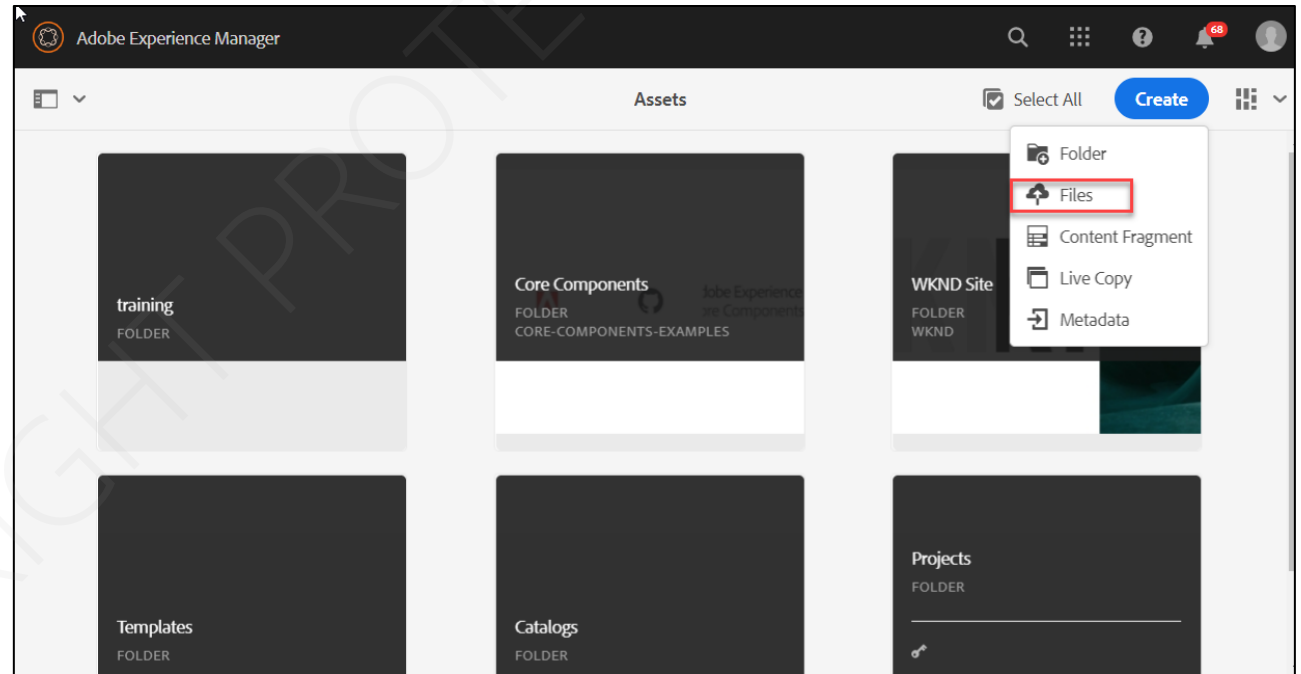 Adobe Experience Manager
68
Assets
Select All
Create
Folder
Files
Content Fragment
Live Copy
Metadata
training
FOLDER
Core Components
FOLDER
CORE-COMPONENTS-EXAMPLES
WKND Site
FOLDER
WKND
Templates
FOLDER
Catalogs
FOLDER
Projects
FOLDER